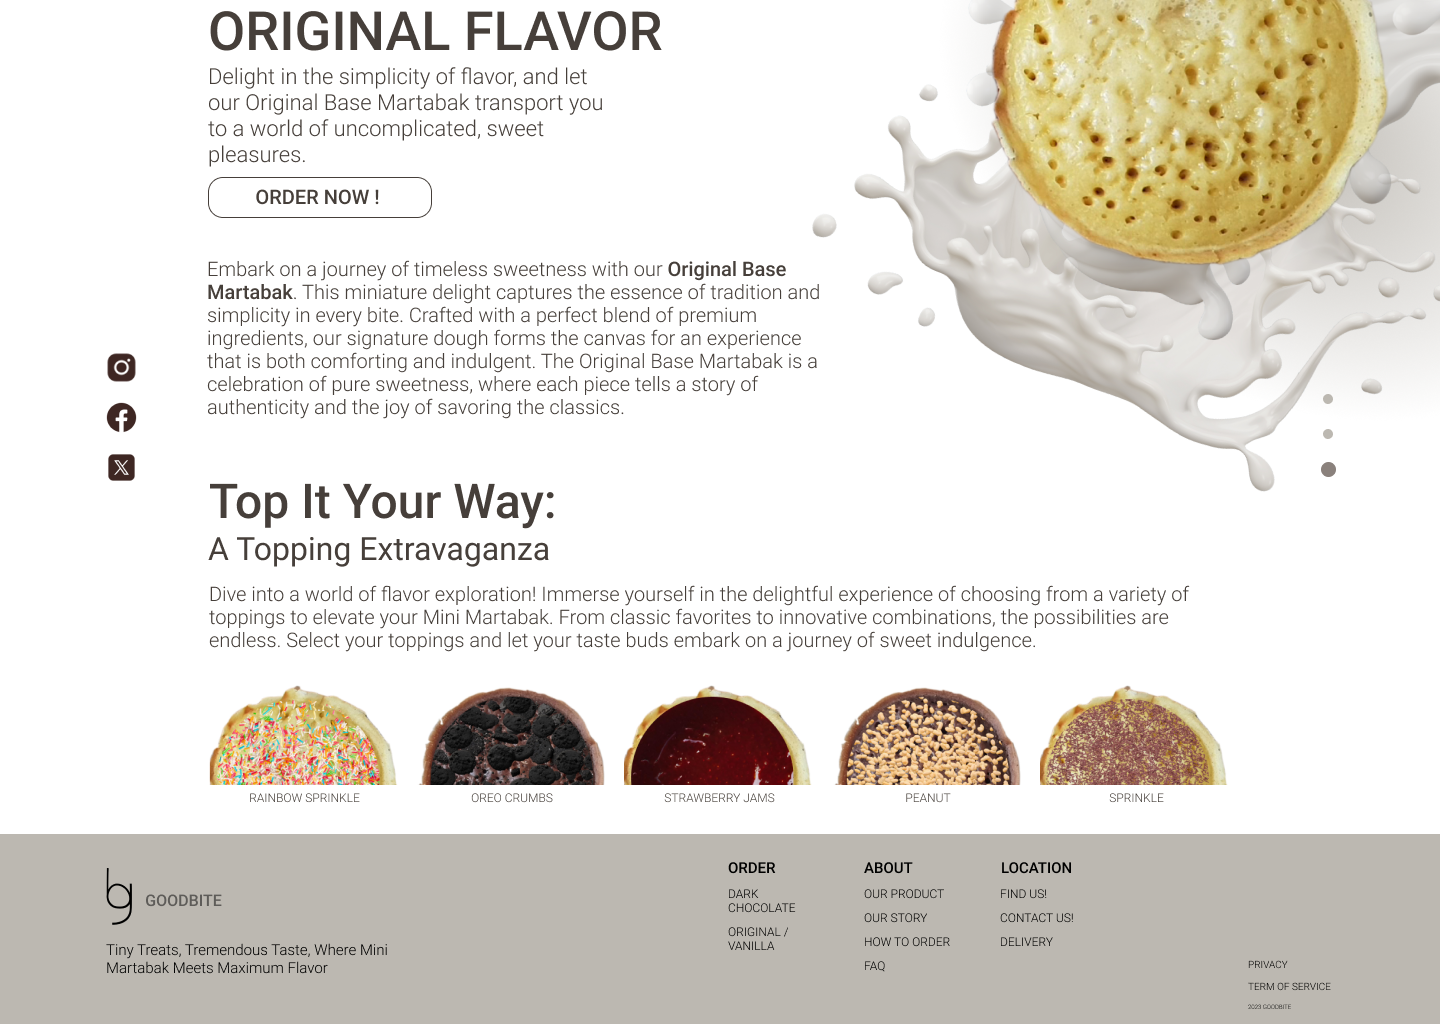 ORIGINAL FLAVOR
Delight in the simplicity of flavor, and let
our Original Base Martabak transport you
to a world of uncomplicated, sweet
pleasures.
ORDER NOW !
Embark on a journey of timeless sweetness with our Original Base
Martabak. This miniature delight captures the essence of tradition and
simplicity in every bite. Crafted with a perfect blend of premium
ingredients, our signature dough forms the canvas for an experience
that is both comforting and indulgent. The Original Base Martabak is a
celebration of pure sweetness, where each piece tells a story of
authenticity and the joy of savoring the classics.
Top It Your Way:
A Topping Extravaganza
Dive into a world of flavor exploration! Immerse yourself in the delightful experience of choosing from a variety of
toppings to elevate your Mini Martabak. From classic favorites to innovative combinations, the possibilities are
endless. Select your toppings and let your taste buds embark on a journey of sweet indulgence.
RAINBOW SPRINKLE
OREO CRUMBS
STRAWBERRY JAMS
PEANUT
SPRINKLE
GOODBITE
Tiny Treats, Tremendous Taste, Where Mini
Martabak Meets Maximum Flavor
ORDER
DARK
CHOCOLATE
ORIGINAL /
VANILLA
ABOUT
OUR PRODUCT
OUR STORY
HOW TO ORDER
FAQ
LOCATION
FIND US!
CONTACT US!
DELIVERY
PRIVACY
TERM OF SERVICE
2023 GOODBITE